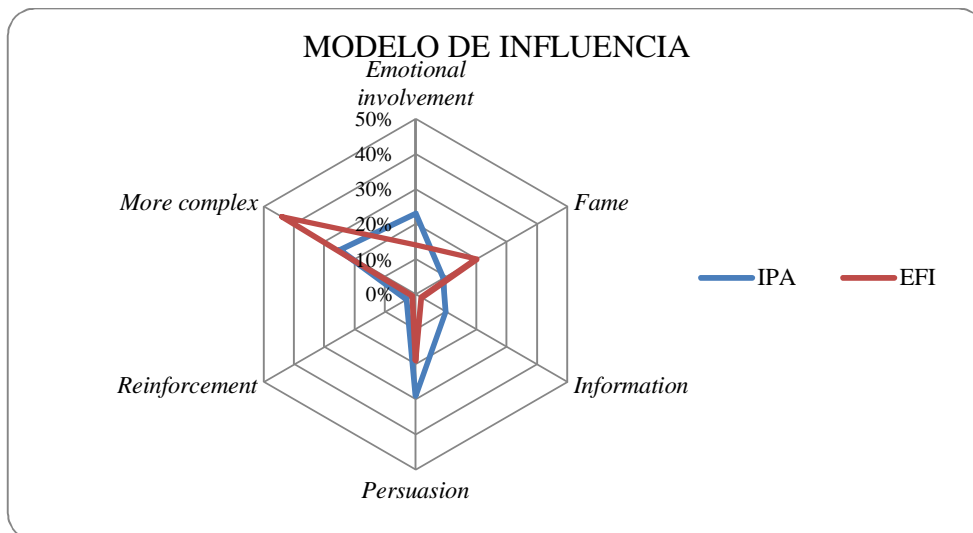 MODELO DE INFLUENCIA
Emotional
involvement
50%
40%
More complex
Fame
30%
20%
10%
IPA
EFI
0%
Reinforcement
Information
Persuasion